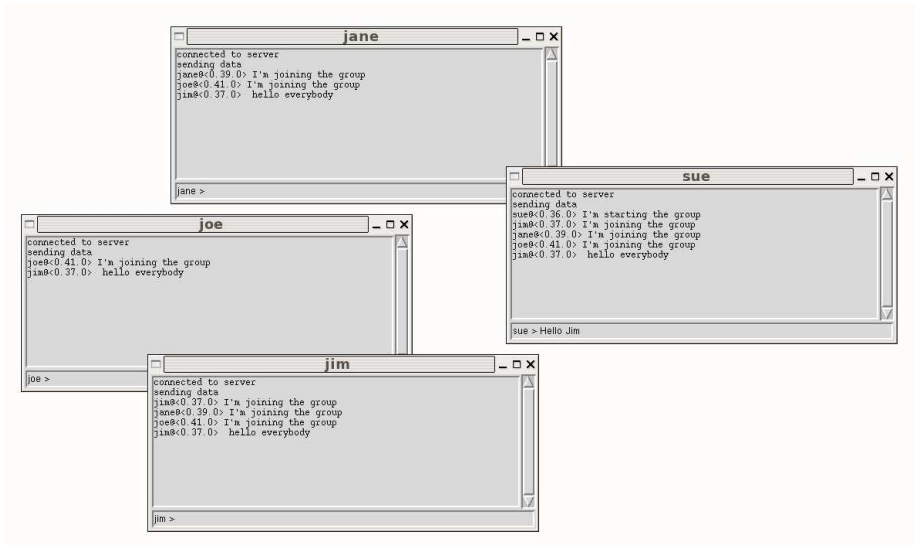 jane
connected to server
sending data
jane@<0.39.0> I'm joining the group
joe@<0.41.0> I'm joining the group
jim@<0.37.0>  hello everybody
jane >
sue
connected to server
sending data
sue@<0.36.0> I'm starting the group
jim@<0.37.0> I'm joining the group
jane@<0.39.0> I'm joining the group
joe@<0.41.0> I'm joining the group
jim@<0.37.0>  hello everybody
sue > Hello Jim
joe
connected to server
sending data
joe@<0.41.0> I'm joining the group
jim@<0.37.0>  hello everybody
joe >
jim
connected to server
sending data
jim@<0.37.0> I'm joining the group
jane@<0.39.0> I'm joining the group
joe@<0.41.0> I'm joining the group
jim@<0.37.0>  hello everybody
jim >